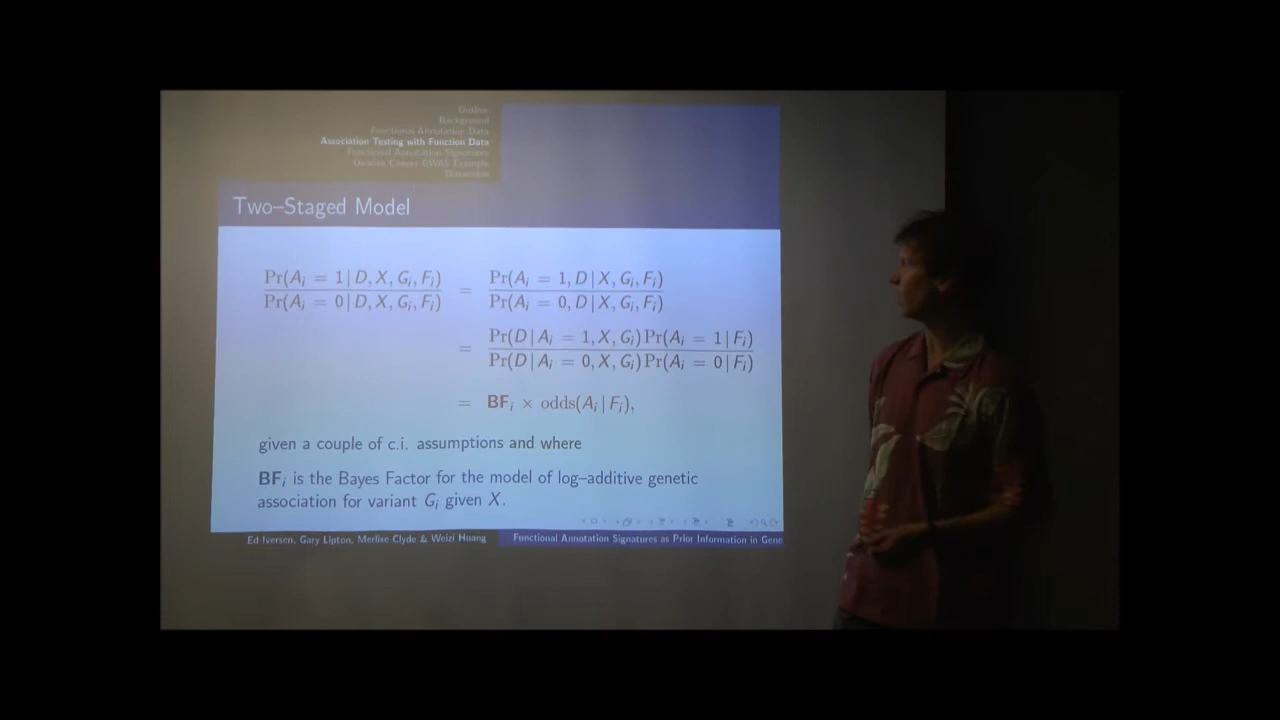 Outline
Background
Functional Annotation Data
Association Testing with Function Data
Functional Annotation Signatures
Ovarian Cancer GWAS Example
Discussion
Two–Staged Model
Pr(A_i = 1 | D, X, G_i, F_i) / Pr(A_i = 0 | D, X, G_i, F_i) = Pr(A_i = 1, D | X, G_i, F_i) / Pr(A_i = 0, D | X, G_i, F_i)
= Pr(D | A_i = 1, X, G_i) Pr(A_i = 1 | F_i) / Pr(D | A_i = 0, X, G_i) Pr(A_i = 0 | F_i)
= BF_i × odds(A_i | F_i),
given a couple of c.i. assumptions and where
BF_i is the Bayes Factor for the model of log–additive genetic
association for variant G_i given X.
Ed Iversen, Gary Lipton, Merlise Clyde & Weizi Huang
Functional Annotation Signatures as Prior Information in Gene